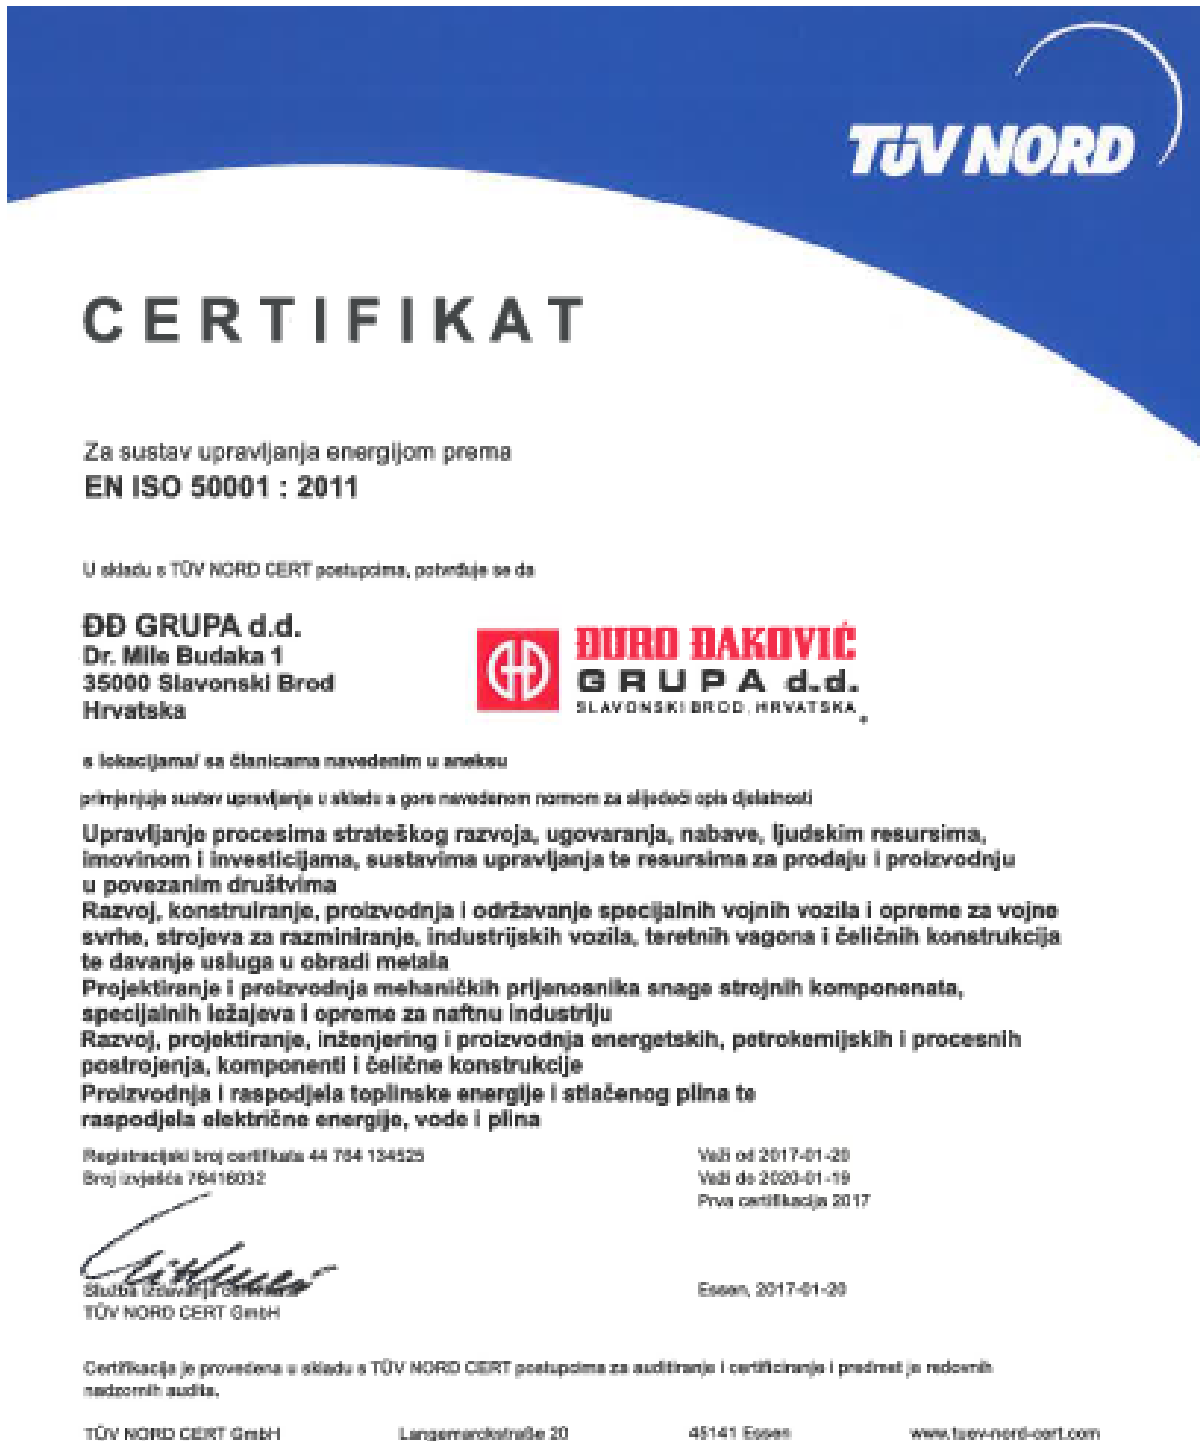 TÜV NORD
CERTIFIKAT
Za sustav upravljanja energijom prema
EN ISO 50001 : 2011
U skladu s TÜV NORD CERT postupcima, potvrđuje se da
ĐĐ GRUPA d.d.
Dr. Mile Budaka 1
35000 Slavonski Brod
Hrvatska
ĐURO ĐAKOVIĆ
GRUPA d.d.
SLAVONSKI BROD, HRVATSKA
s lokacijama/ sa članicama navedenim u aneksu
primjenjuje sustav upravljanja u skladu s gore navedenom normom za slijedeći opis djelatnosti
Upravljanje procesima strateškog razvoja, ugovaranja, nabave, ljudskim resursima,
imovinom i investicijama, sustavima upravljanja te resursima za prodaju i proizvodnju
u povezanim društvima
Razvoj, konstruiranje, proizvodnja i održavanje specijalnih vojnih vozila i opreme za vojne
svrhe, strojeva za razminiranje, industrijskih vozila, teretnih vagona i čeličnih konstrukcija
te davanje usluga u obradi metala
Projektiranje i proizvodnja mehaničkih prijenosnika snage strojnih komponenata,
specijalnih ležajeva i opreme za naftnu industriju
Razvoj, projektiranje, inženjering i proizvodnja energetskih, petrokemijskih i procesnih
postrojenja, komponenti i čelične konstrukcije
Proizvodnja i raspodjela toplinske energije i stlačenog plina te
raspodjela električne energije, vode i plina
Registracijski broj certifikata 44 764 134525
Broj izvješća 76416032
Važi od 2017-01-20
Važi do 2020-01-19
Prva certifikacija 2017
Služba izdavanja
TÜV NORD CERT GmbH
Essen, 2017-01-20
Certifikacija je provedena u skladu s TÜV NORD CERT postupcima za auditiranje i certificiranje i predmet je redovnih
nadzornih audita.
TÜV NORD CERT GmbH
Langemarckstraße 20
45141 Essen
www.tuev-nord-cert.com